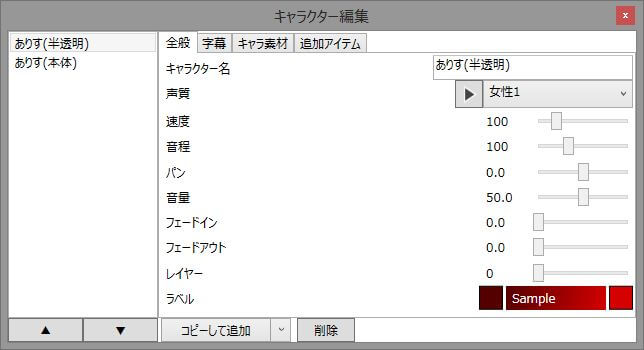 キャラクター編集
x
ありす(半透明)
ありす(本体)
全般 字幕 キャラ素材 追加アイテム
キャラクター名 ありす(半透明)
声質 ▶ 女性1
速度 100
音程 100
パン 0.0
音量 50.0
フェードイン 0.0
フェードアウト 0.0
レイヤー 0
ラベル Sample
▲ ▼ コピーして追加 削除